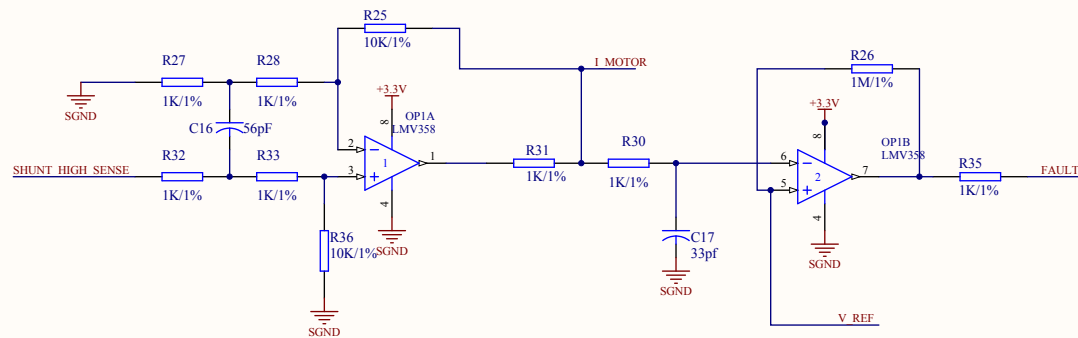 R25
10K/1%
R27
1K/1%
R28
1K/1%
SGND
C16
56pF
SHUNT_HIGH_SENSE
R32
1K/1%
R33
1K/1%
R36
10K/1%
SGND
+3.3V
OP1A
LMV358
8
2
3
1
1
4
SGND
I_MOTOR
R31
1K/1%
R30
1K/1%
C17
33pf
SGND
R26
1M/1%
+3.3V
OP1B
LMV358
8
6
5
2
7
4
SGND
R35
1K/1%
FAULT
V_REF